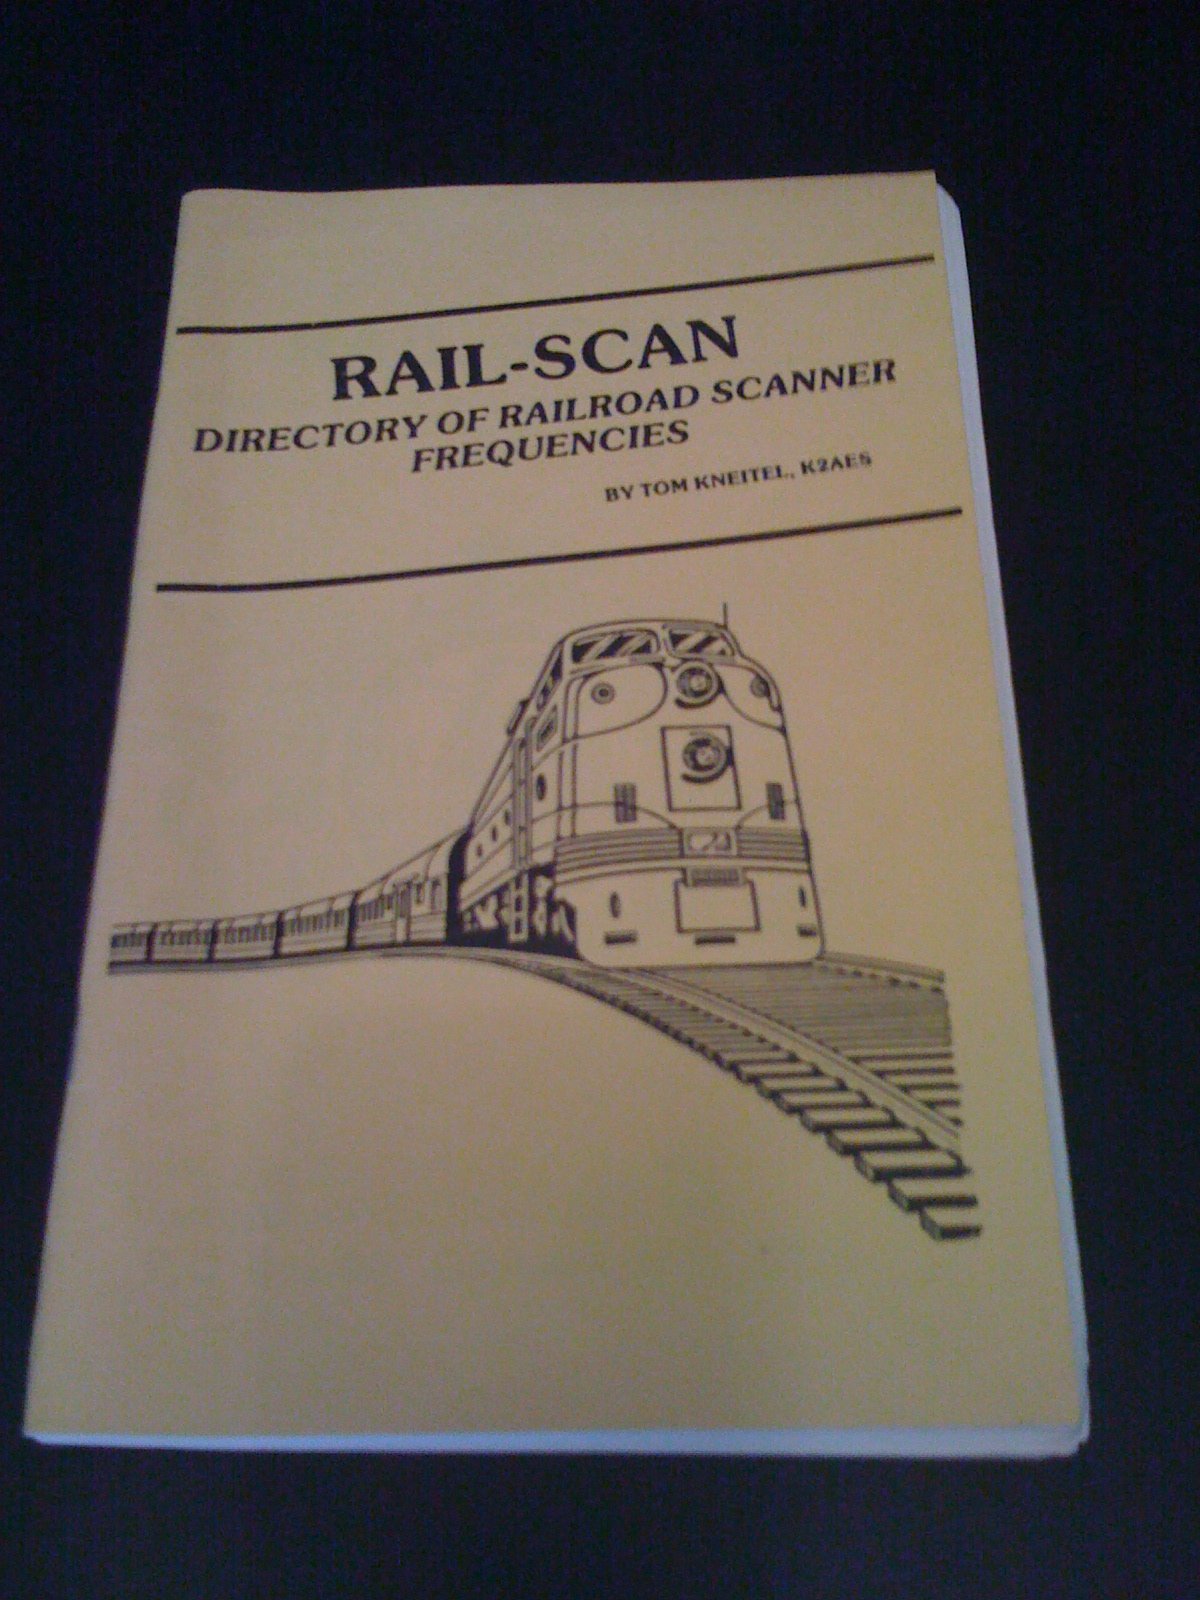 RAIL-SCAN
DIRECTORY OF RAILROAD SCANNER
FREQUENCIES
BY TOM KNEITEL, K2AES